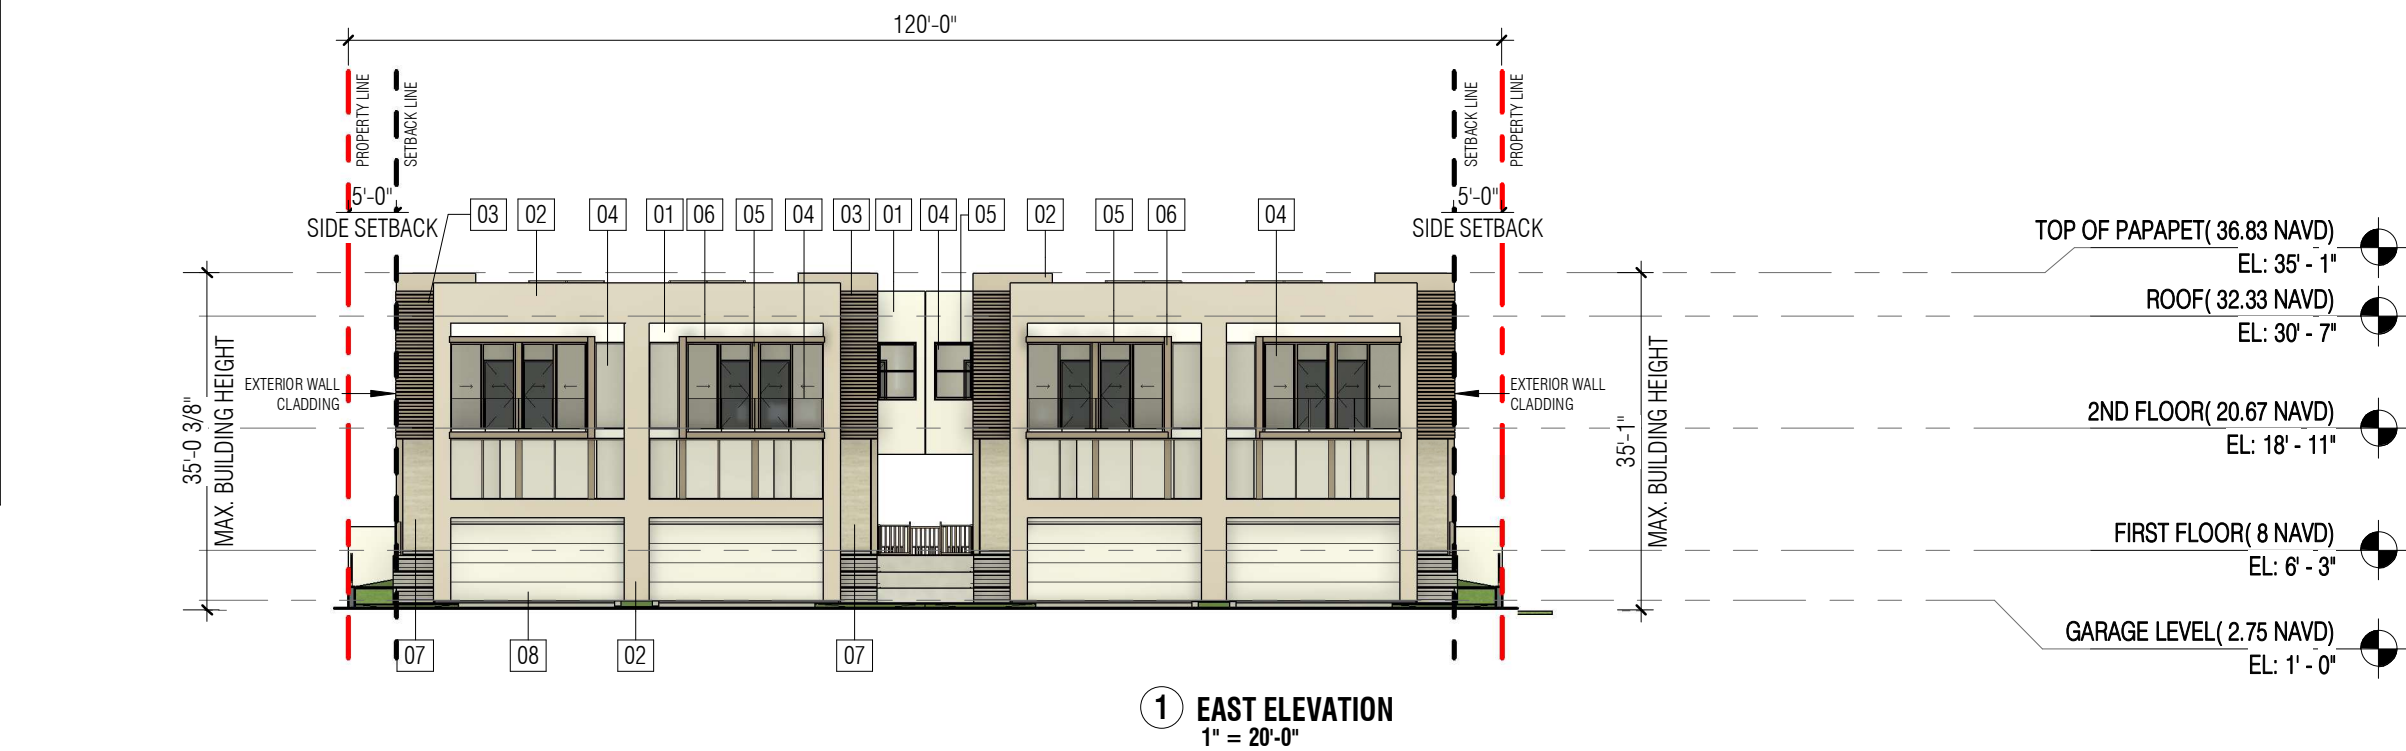 120'-0"
PROPERTY LINE
SETBACK LINE
SETBACK LINE
PROPERTY LINE
5'-0"
SIDE SETBACK
5'-0"
SIDE SETBACK
03 02 04 01 06 05 04 03 01 04 05 02 05 06 04
TOP OF PAPAPET( 36.83 NAVD)
EL: 35' - 1"
ROOF( 32.33 NAVD)
EL: 30' - 7"
2ND FLOOR( 20.67 NAVD)
EL: 18' - 11"
FIRST FLOOR( 8 NAVD)
EL: 6' - 3"
GARAGE LEVEL( 2.75 NAVD)
EL: 1' - 0"
35'-0 3/8"
MAX. BUILDING HEIGHT
EXTERIOR WALL
CLADDING
EXTERIOR WALL
CLADDING
35'-1"
MAX. BUILDING HEIGHT
07 08 02 07
1 EAST ELEVATION
1" = 20'-0"